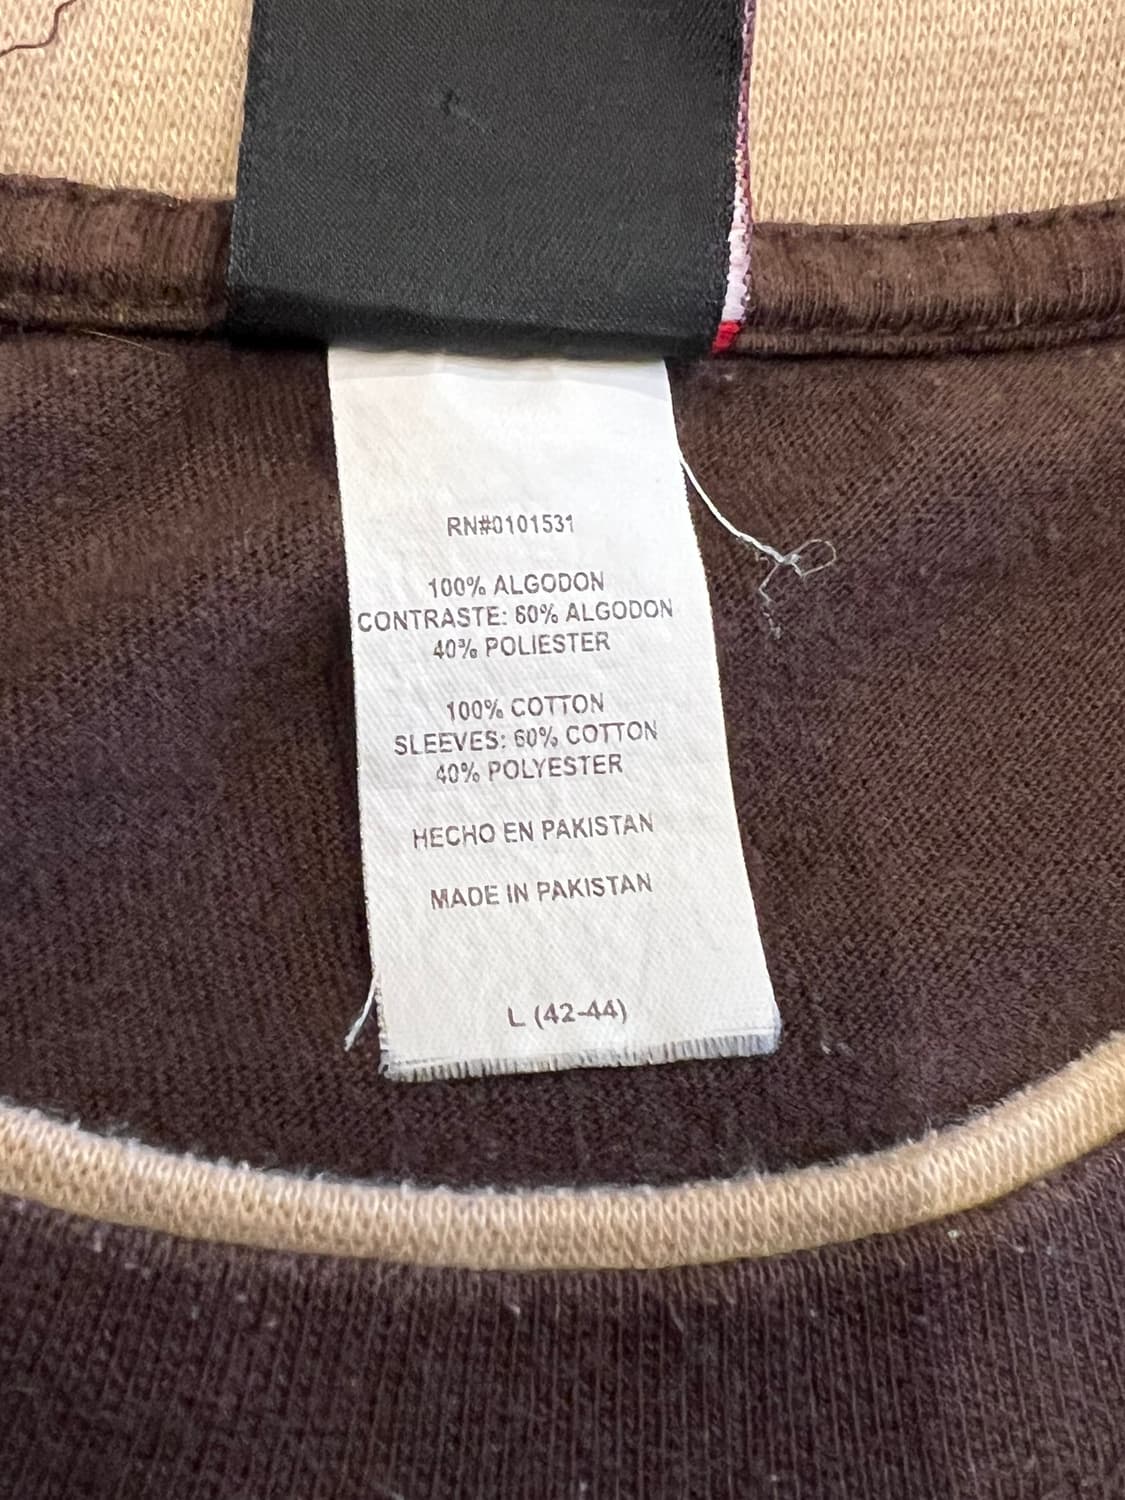 RN#0101531
100% ALGODON
CONTRASTE: 60% ALGODON
40% POLIESTER
100% COTTON
SLEEVES: 60% COTTON
40% POLYESTER
HECHO EN PAKISTAN
MADE IN PAKISTAN
L (42-44)